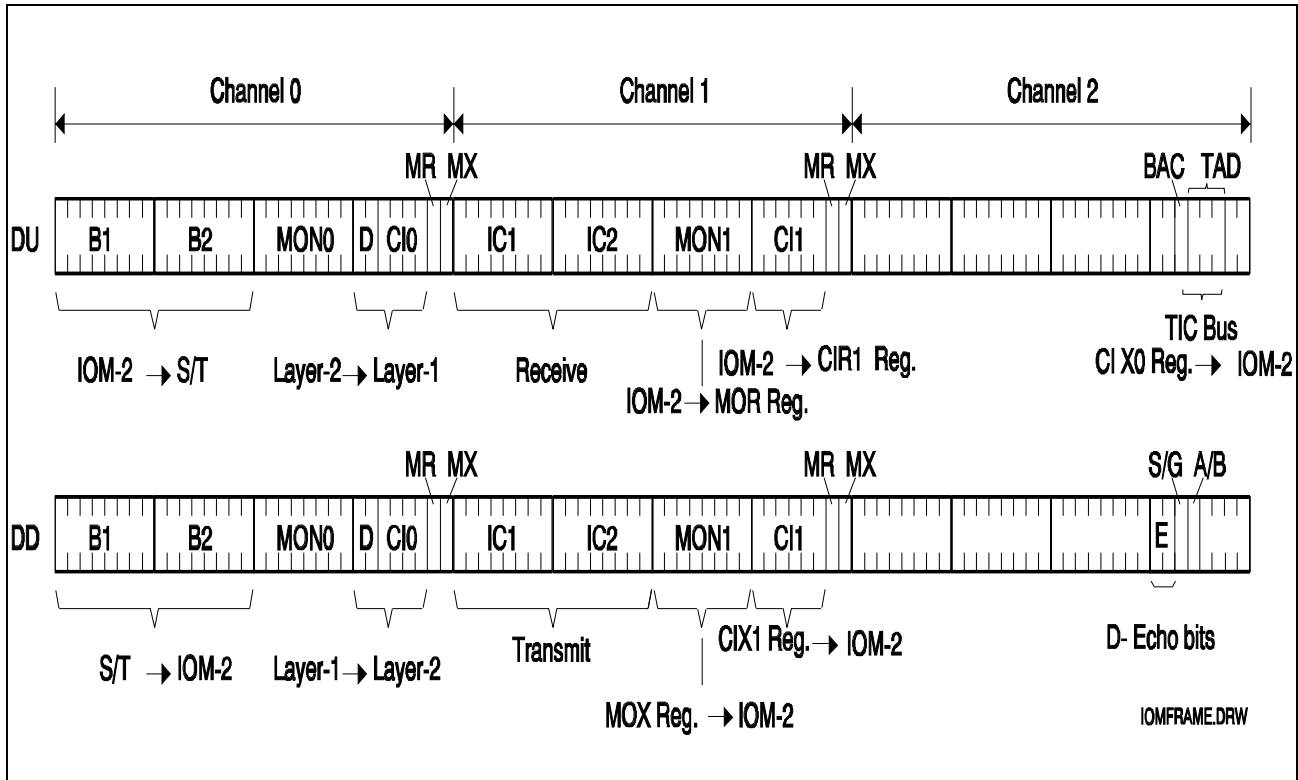 Channel 0 Channel 1 Channel 2
MR MX MR MX BAC TAD
DU B1 B2 MON0 D CI0 IC1 IC2 MON1 CI1
TIC Bus
IOM-2 → S/T Layer-2 → Layer-1 Receive IOM-2 → CIR1 Reg. CI X0 Reg. → IOM-2
IOM-2 → MOR Reg.
MR MX MR MX S/G A/B
DD B1 B2 MON0 D CI0 IC1 IC2 MON1 CI1 E
S/T → IOM-2 Layer-1 → Layer-2 Transmit CIX1 Reg. → IOM-2 D- Echo bits
MOX Reg. → IOM-2 IOMFRAME.DRW